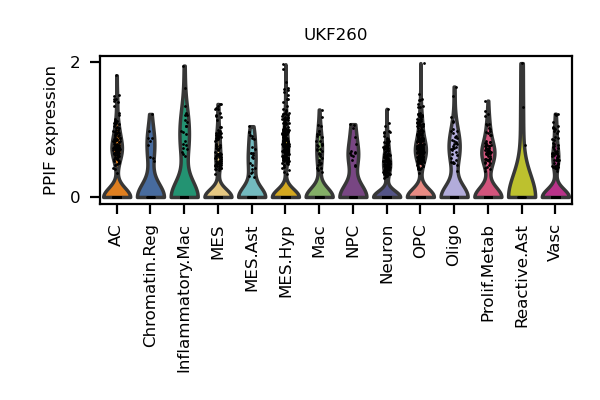 UKF260
PPIF expression
2
0
AC
Chromatin.Reg
Inflammatory.Mac
MES
MES.Ast
MES.Hyp
Mac
NPC
Neuron
OPC
Oligo
Prolif.Metab
Reactive.Ast
Vasc